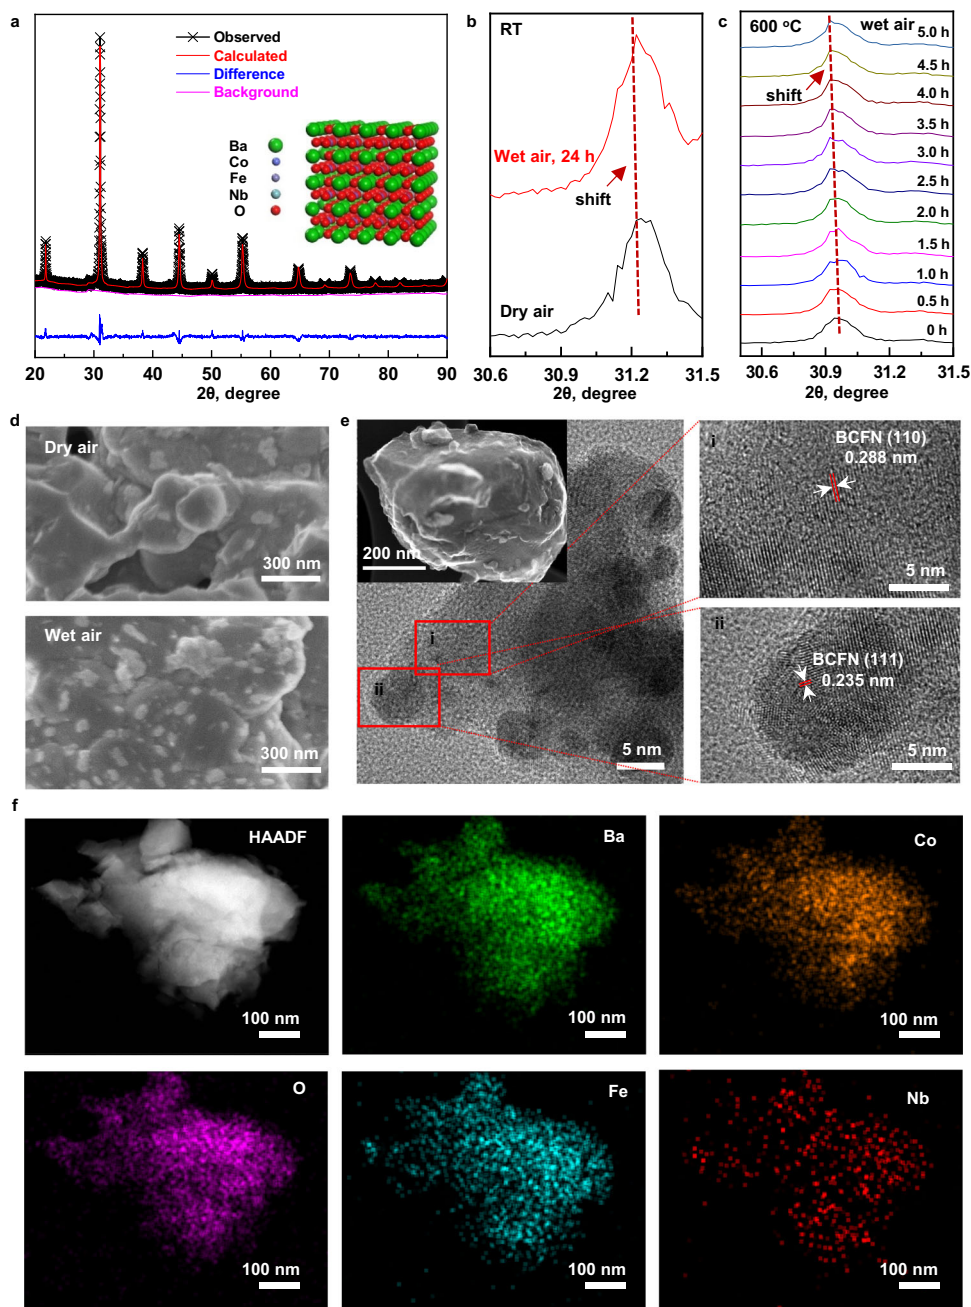 a
Observed
Calculated
Difference
Background
Ba
Co
Fe
Nb
O
20 30 40 50 60 70 80 90
2θ, degree
b
RT
Wet air, 24 h
shift
Dry air
30.6 30.9 31.2 31.5
2θ, degree
c
600 °C wet air
5.0 h
4.5 h
shift
4.0 h
3.5 h
3.0 h
2.5 h
2.0 h
1.5 h
1.0 h
0.5 h
0 h
30.6 30.9 31.2 31.5
2θ, degree
d
Dry air
300 nm
Wet air
300 nm
e
200 nm
i
ii
5 nm
i
BCFN (110)
0.288 nm
5 nm
ii
BCFN (111)
0.235 nm
5 nm
f
HAADF
100 nm
Ba
100 nm
Co
100 nm
O
100 nm
Fe
100 nm
Nb
100 nm